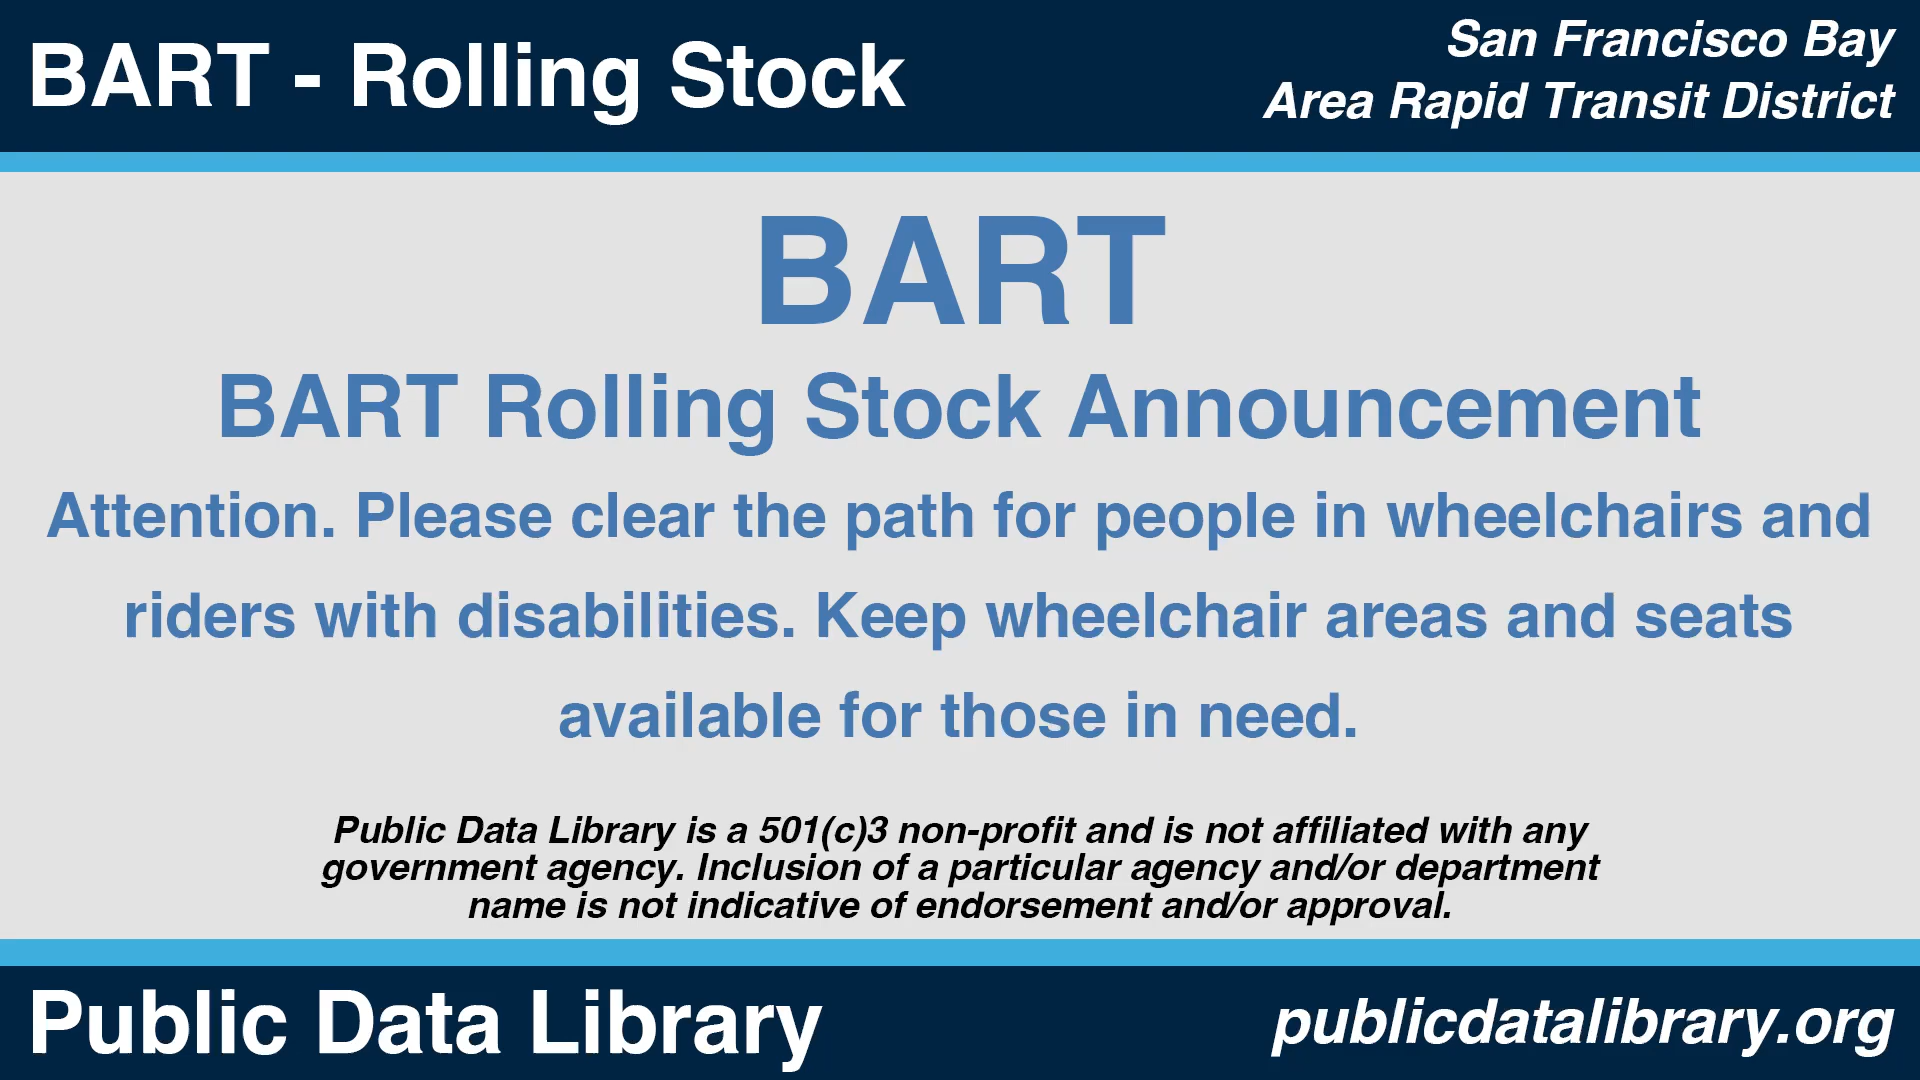 BART - Rolling Stock
San Francisco Bay
Area Rapid Transit District
BART
BART Rolling Stock Announcement
Attention. Please clear the path for people in wheelchairs and
riders with disabilities. Keep wheelchair areas and seats
available for those in need.
Public Data Library is a 501(c)3 non-profit and is not affiliated with any
government agency. Inclusion of a particular agency and/or department
name is not indicative of endorsement and/or approval.
Public Data Library
publicdatalibrary.org